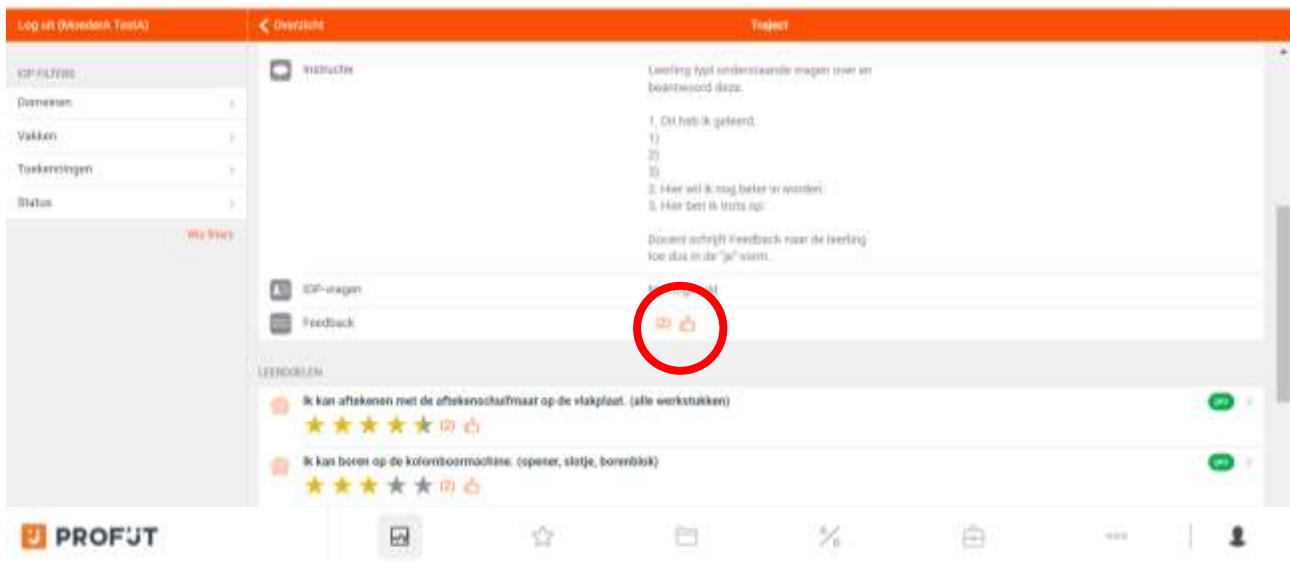 Log uit (MoederA TestA)
Overzicht
Traject
IOP FILTERS
Domeinen
Vakken
Toekenningen
Status
Wis filters
Instructie
Leerling typt onderstaande vragen over en
beantwoord deze.
1. Dit heb ik geleerd:
1)
2)
3)
2. Hier wil ik nog beter in worden:
3. Hier ben ik trots op:
Docent schrijft Feedback naar de leerling
toe dus in de "je" vorm.
IOP-vragen
Feedback
(2)
LEERDOELEN
Ik kan aftekenen met de aftekenschuifmaat op de vlakplaat. (alle werkstukken)
(2)
Ik kan boren op de kolomboormachine. (opener, slotje, borenblok)
(2)
PROFIJT